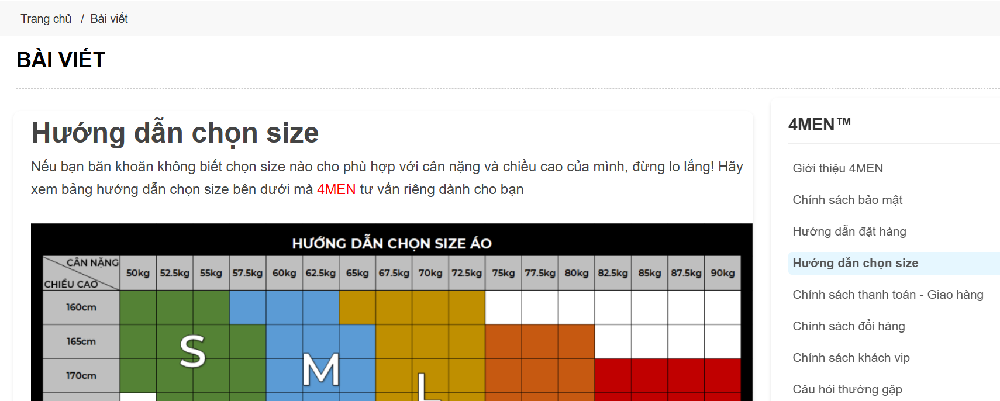 Trang chủ / Bài viết
BÀI VIẾT
Hướng dẫn chọn size
Nếu bạn băn khoăn không biết chọn size nào cho phù hợp với cân nặng và chiều cao của mình, đừng lo lắng! Hãy
xem bảng hướng dẫn chọn size bên dưới mà 4MEN tư vấn riêng dành cho bạn
HƯỚNG DẪN CHỌN SIZE ÁO
CÂN NẶNG
CHIỀU CAO
50kg 52.5kg 55kg 57.5kg 60kg 62.5kg 65kg 67.5kg 70kg 72.5kg 75kg 77.5kg 80kg 82.5kg 85kg 87.5kg 90kg
160cm
165cm
S
170cm
M
L
4MEN™
Giới thiệu 4MEN
Chính sách bảo mật
Hướng dẫn đặt hàng
Hướng dẫn chọn size
Chính sách thanh toán - Giao hàng
Chính sách đổi hàng
Chính sách khách vip
Câu hỏi thường gặp